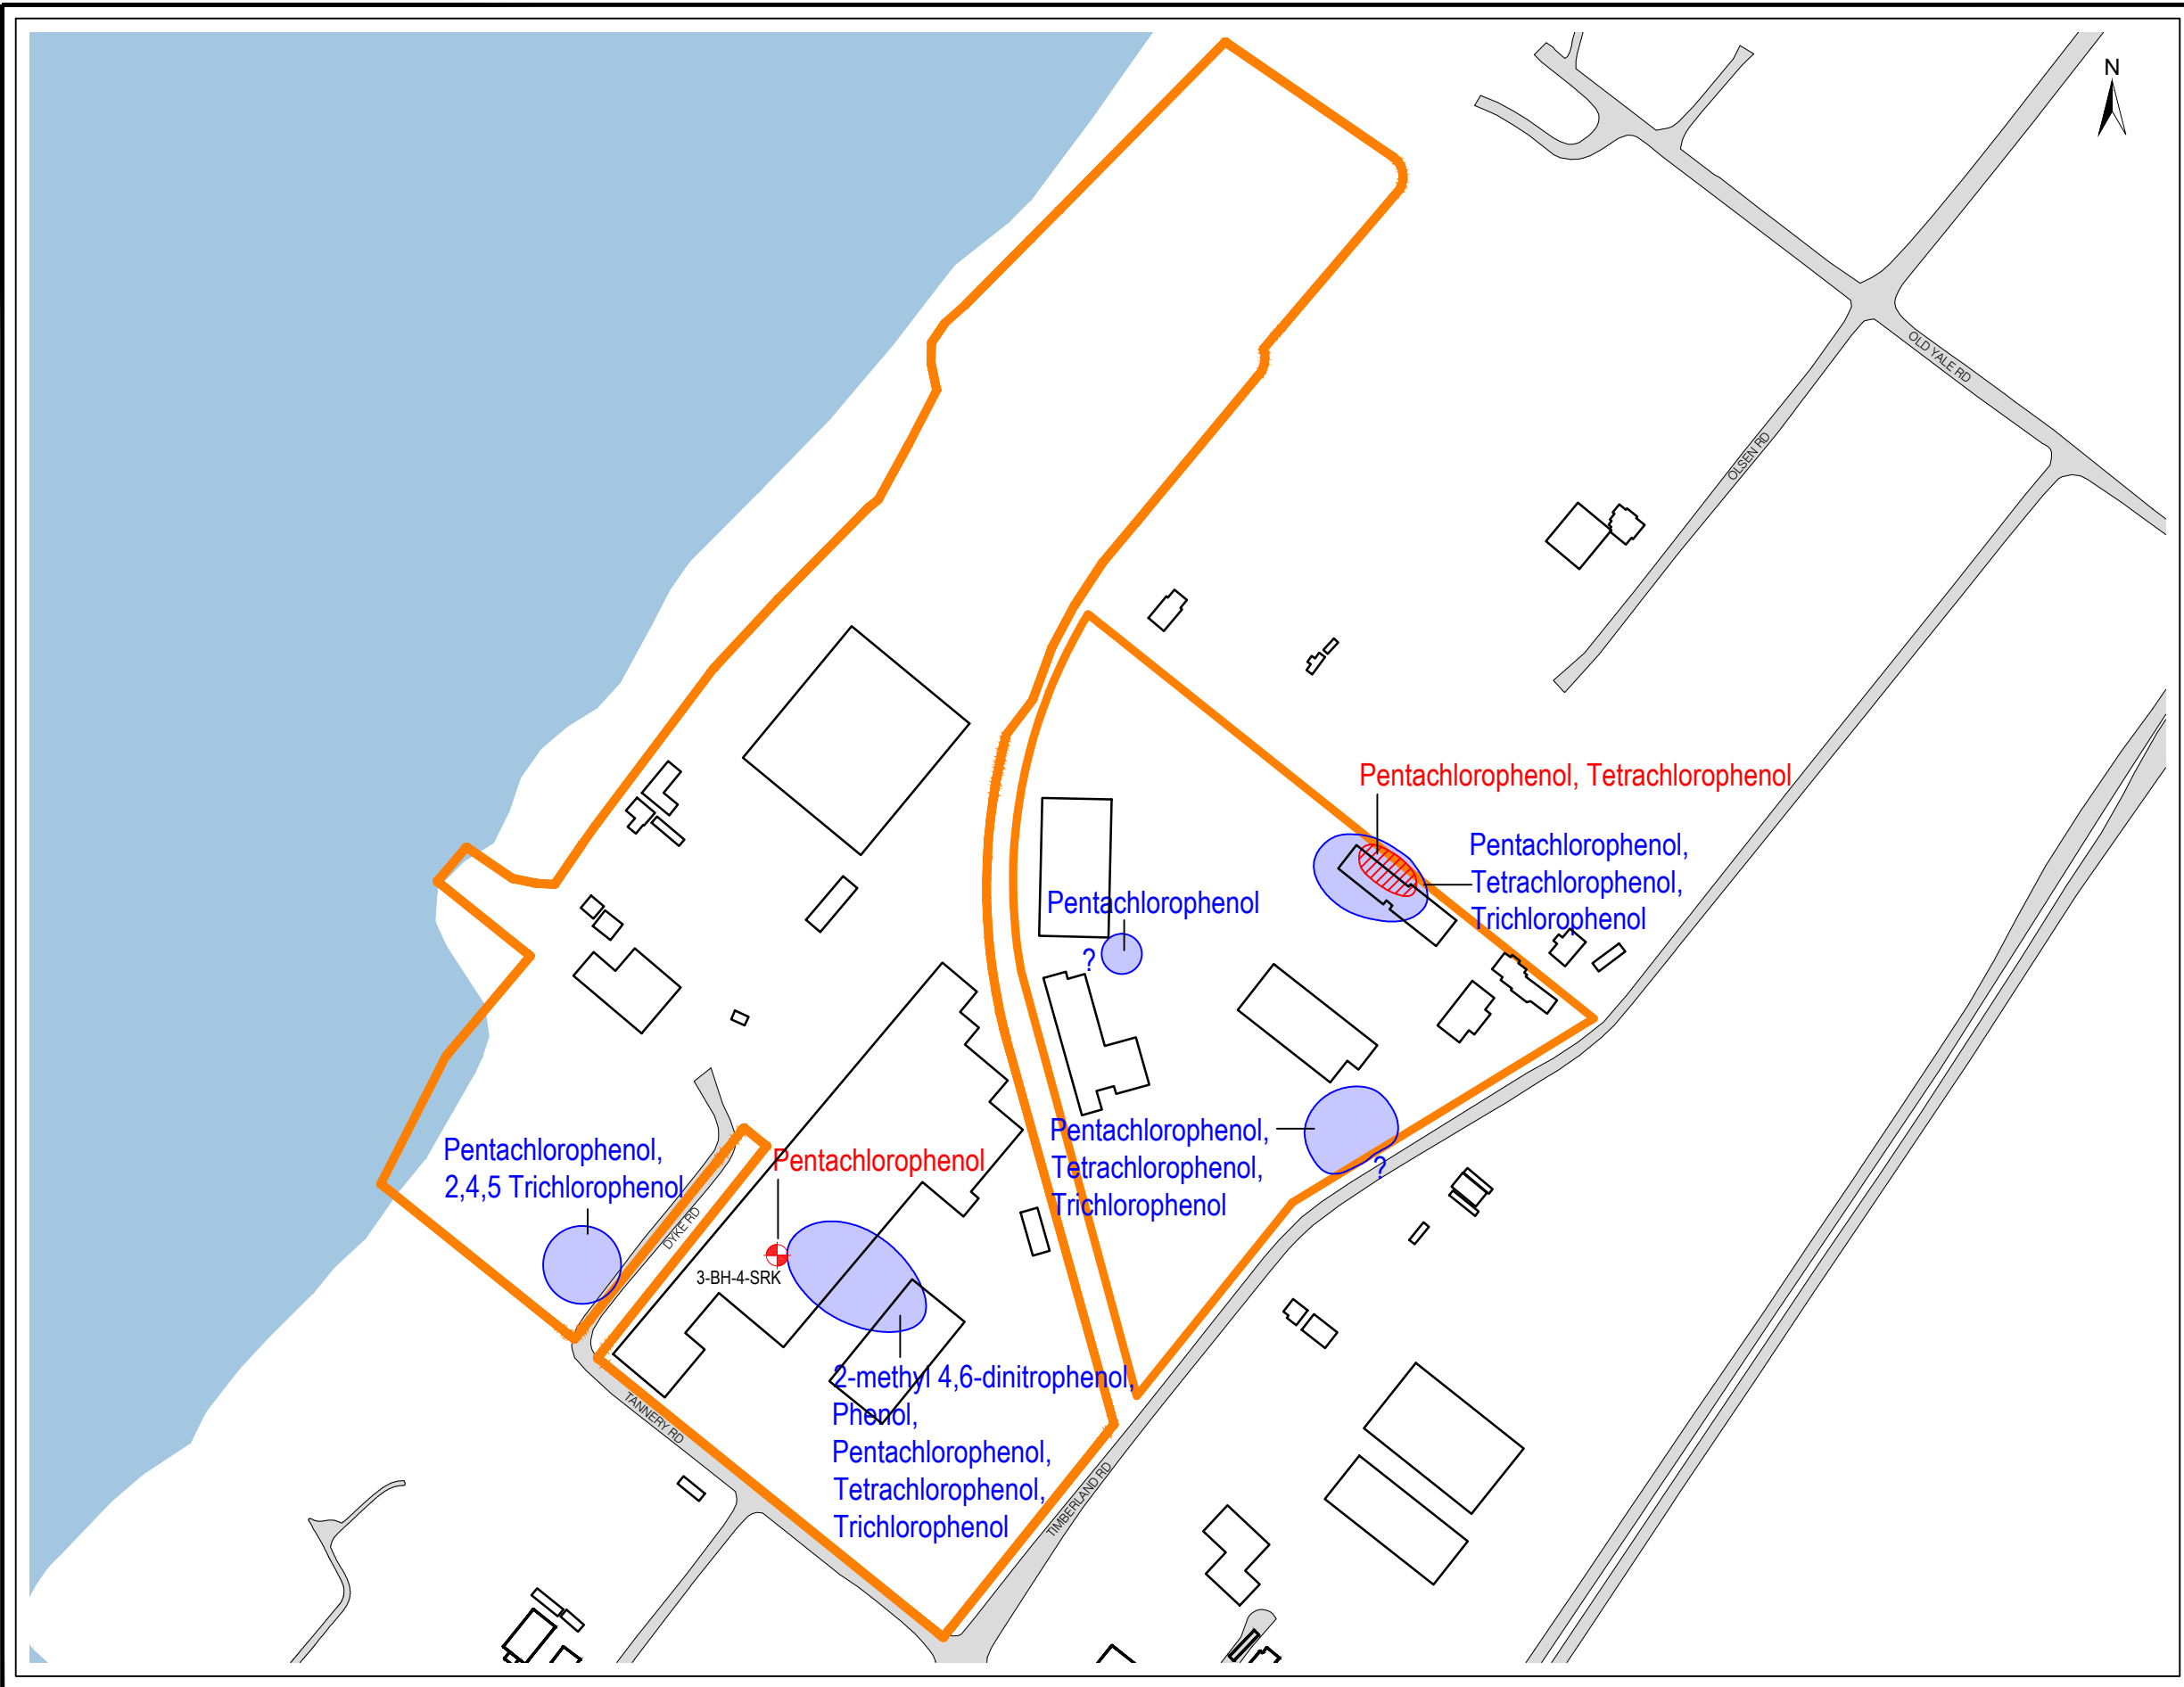 N
OLD YALE RD
OLSEN RD
Pentachlorophenol, Tetrachlorophenol
Pentachlorophenol,
Tetrachlorophenol,
Trichlorophenol
Pentachlorophenol
?
Pentachlorophenol,
Tetrachlorophenol,
Trichlorophenol
?
Pentachlorophenol,
2,4,5 Trichlorophenol
Pentachlorophenol
DYKE RD
3-BH-4-SRK
2-methyl 4,6-dinitrophenol,
Phenol,
Pentachlorophenol,
Tetrachlorophenol,
Trichlorophenol
TANNERY RD
TIMBERLAND RD